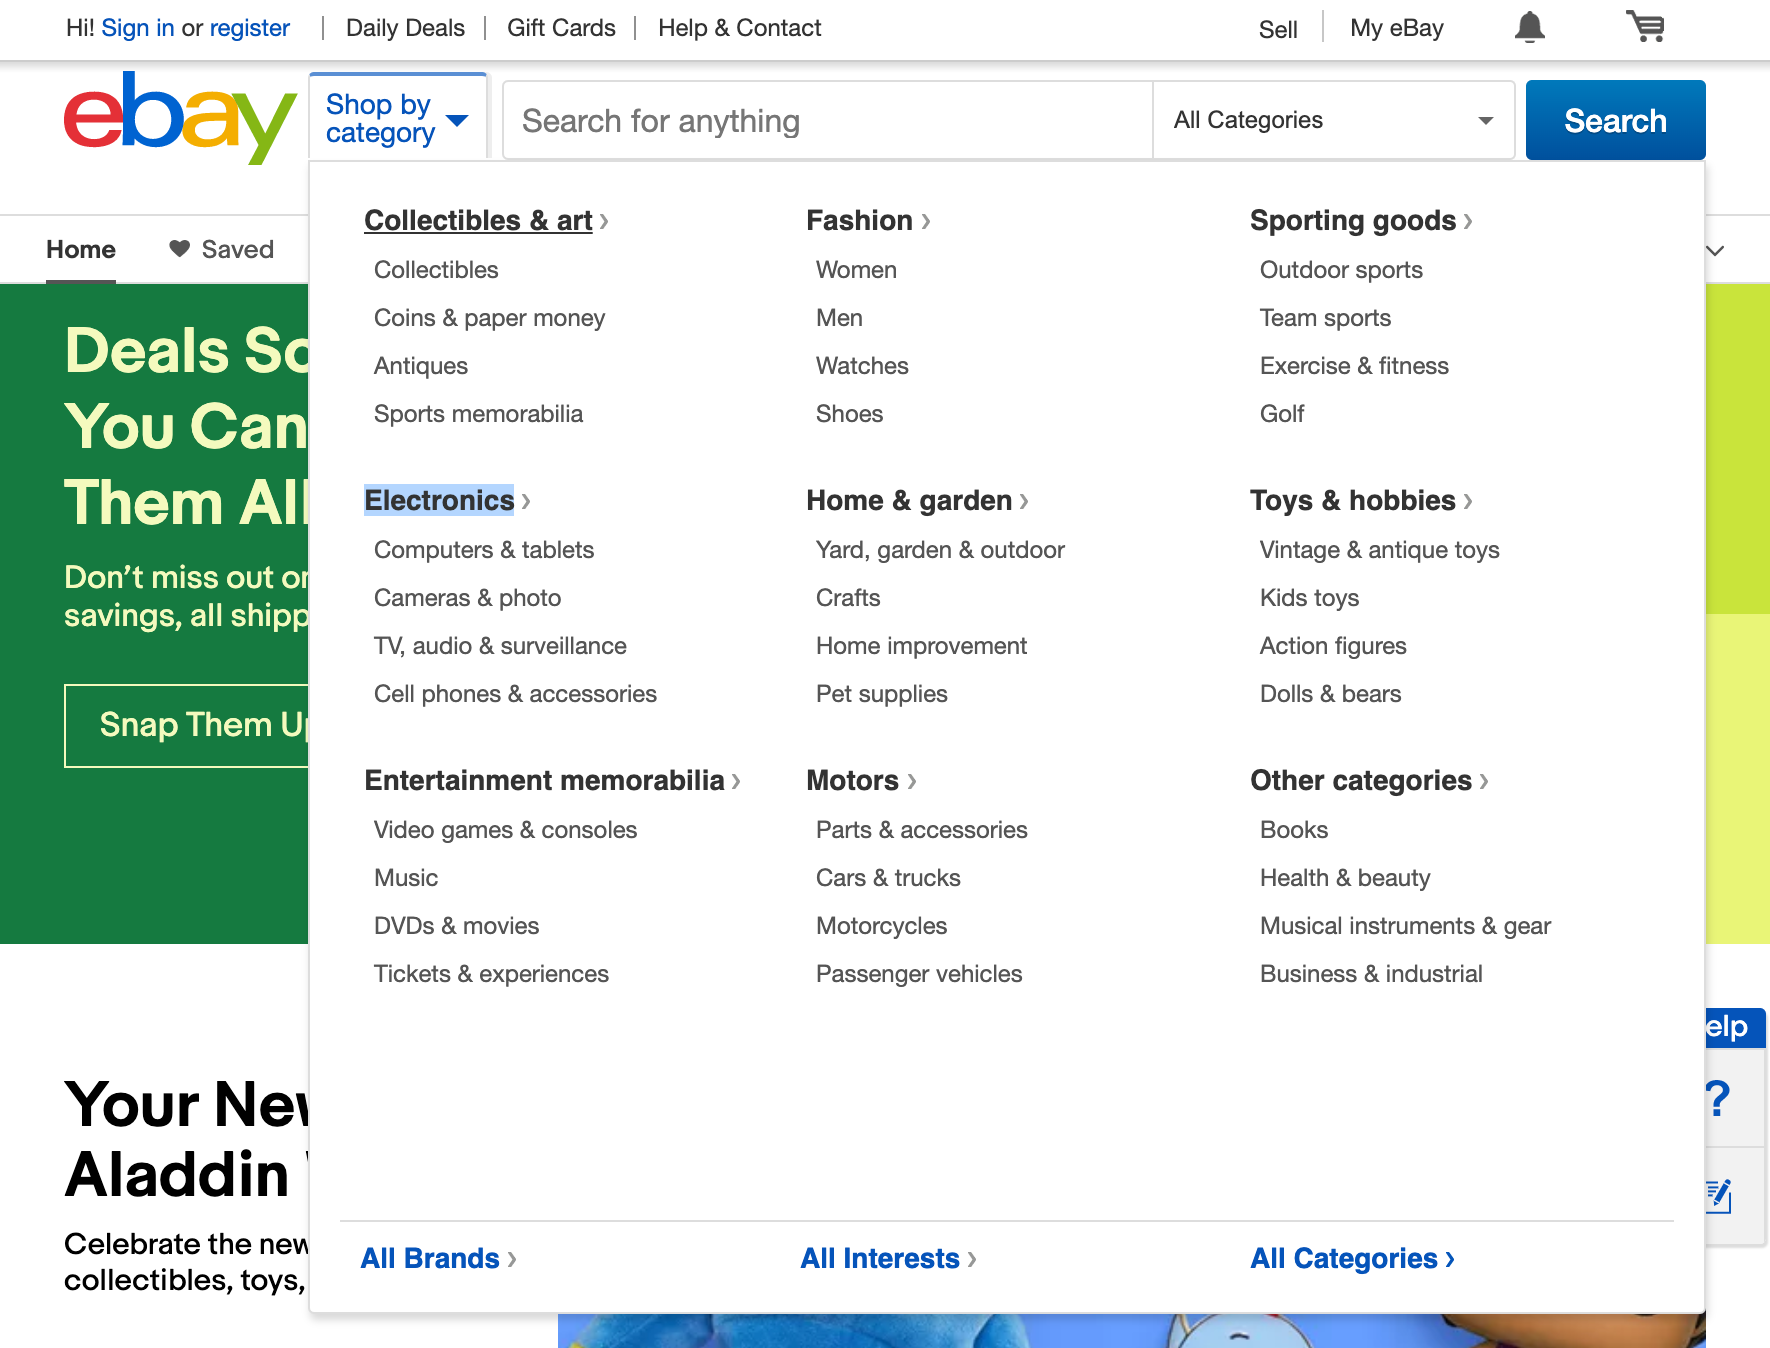 Hi! Sign in or register
Daily Deals
Gift Cards
Help & Contact
Sell
My eBay
ebay
Shop by
category
Search for anything
All Categories
Search
Home
Saved
Collectibles & art
Collectibles
Coins & paper money
Antiques
Sports memorabilia
Fashion
Women
Men
Watches
Shoes
Sporting goods
Outdoor sports
Team sports
Exercise & fitness
Golf
Electronics
Computers & tablets
Cameras & photo
TV, audio & surveillance
Cell phones & accessories
Home & garden
Yard, garden & outdoor
Crafts
Home improvement
Pet supplies
Toys & hobbies
Vintage & antique toys
Kids toys
Action figures
Dolls & bears
Entertainment memorabilia
Video games & consoles
Music
DVDs & movies
Tickets & experiences
Motors
Parts & accessories
Cars & trucks
Motorcycles
Passenger vehicles
Other categories
Books
Health & beauty
Musical instruments & gear
Business & industrial
All Brands
All Interests
All Categories
Deals
You Can
Them All
Don't miss out
savings, all
Snap Them Up
Your
Aladdin
Celebrate the new
collectibles, toys,
elp
?